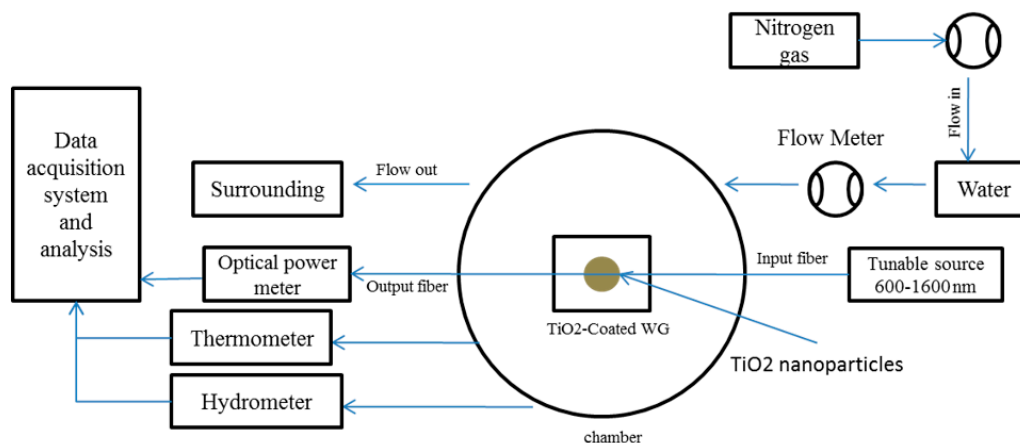 Nitrogen
gas
Flow in
Data
acquisition
system
and
analysis
Flow Meter
Flow out
Surrounding
Water
Optical power
meter
Output fiber
Input fiber
Tunable source
600-1600nm
TiO2-Coated WG
Thermometer
TiO2 nanoparticles
Hydrometer
chamber